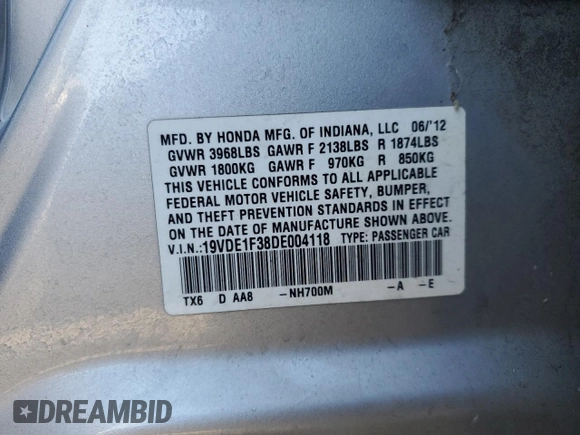 MFD. BY HONDA MFG. OF INDIANA, LLC 06/'12
GVWR 3968LBS GAWR F 2138LBS R 1874LBS
GVWR 1800KG GAWR F 970KG R 850KG
THIS VEHICLE CONFORMS TO ALL APPLICABLE
FEDERAL MOTOR VEHICLE SAFETY, BUMPER,
AND THEFT PREVENTION STANDARDS IN EFFECT
ON THE DATE OF MANUFACTURE SHOWN ABOVE.
V.I.N.:19VDE1F38DE004118 TYPE: PASSENGER CAR
TX6 D AA8 -NH700M -A -E
DREAMBID